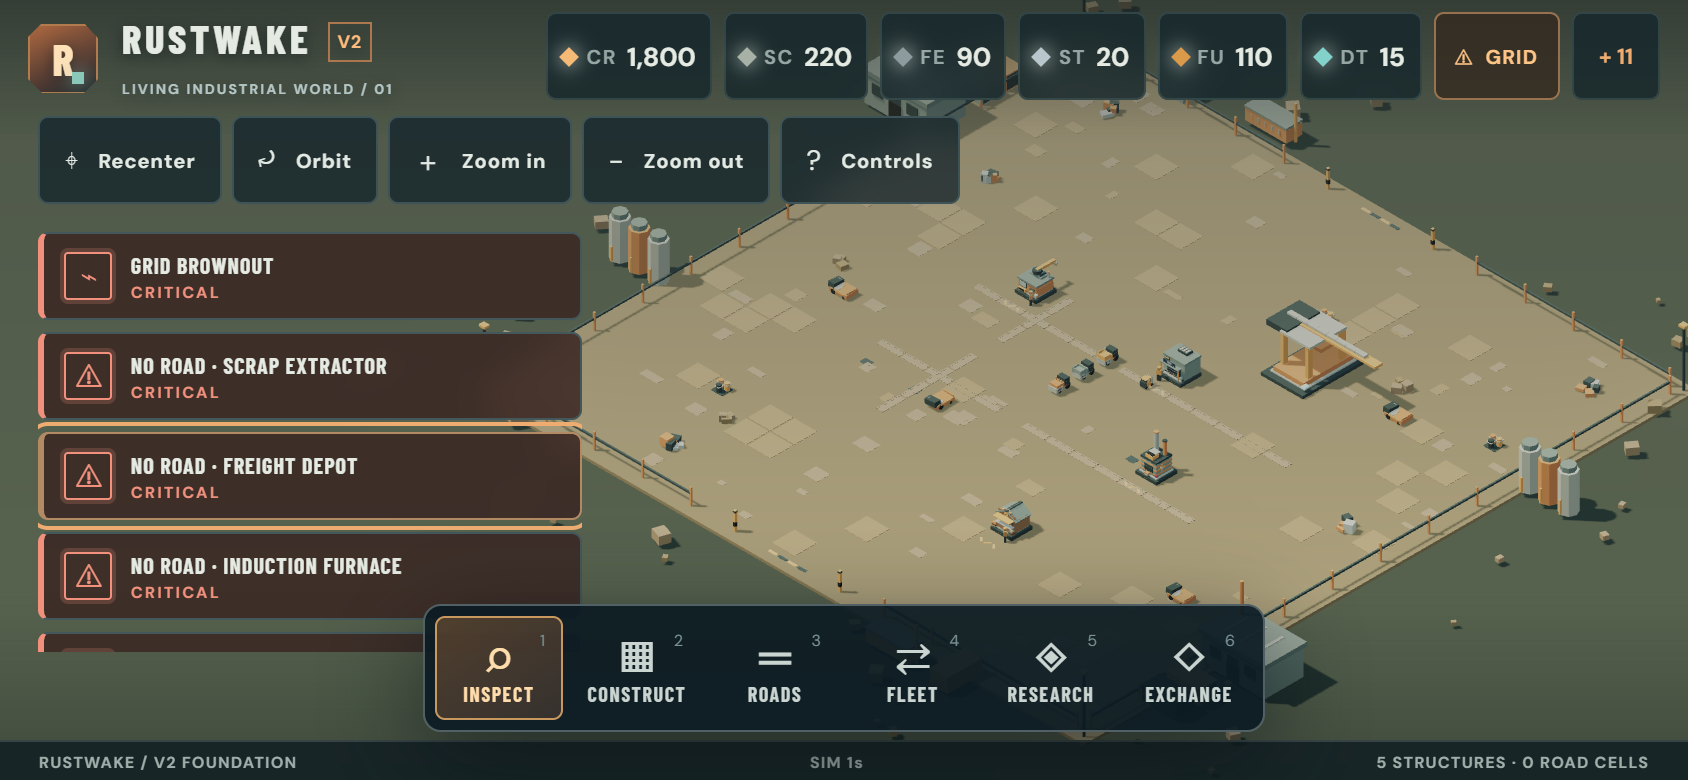 R
RUSTWAKE V2
LIVING INDUSTRIAL WORLD / 01
CR 1,800
SC 220
FE 90
ST 20
FU 110
DT 15
GRID
+ 11
Recenter
Orbit
+ Zoom in
− Zoom out
? Controls
GRID BROWNOUT
CRITICAL
NO ROAD · SCRAP EXTRACTOR
CRITICAL
NO ROAD · FREIGHT DEPOT
CRITICAL
NO ROAD · INDUCTION FURNACE
CRITICAL
1 INSPECT
2 CONSTRUCT
3 ROADS
4 FLEET
5 RESEARCH
6 EXCHANGE
RUSTWAKE / V2 FOUNDATION
SIM 1s
5 STRUCTURES · 0 ROAD CELLS